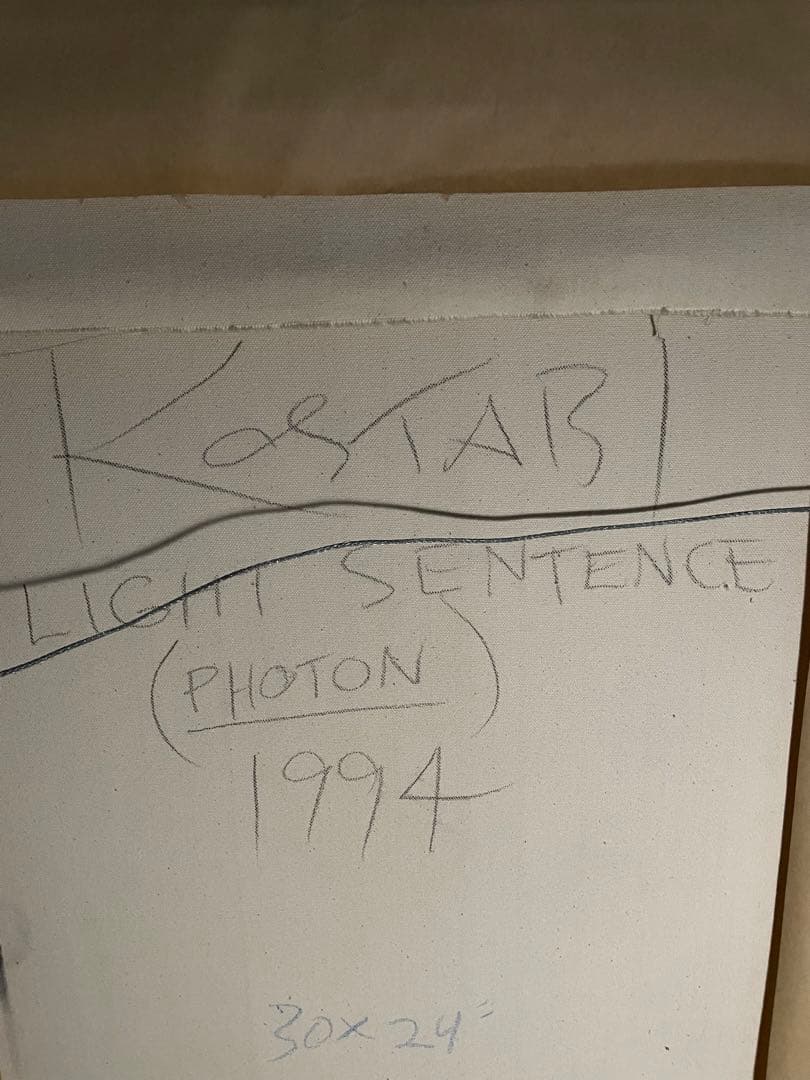 KosTABI
LIGHT SENTENCE
(PHOTON)
1994
30x24"